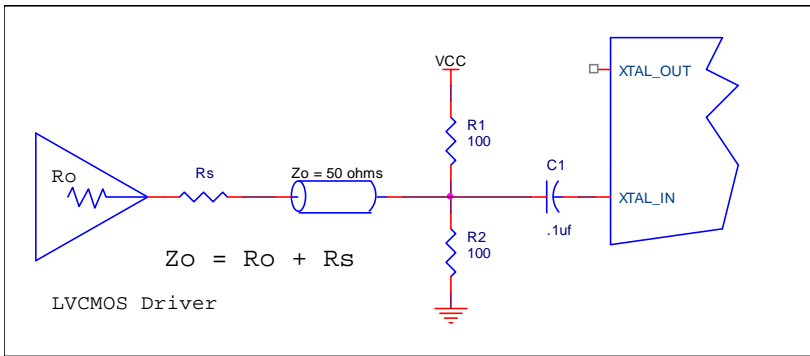 VCC
XTAL_OUT
R1
100
Ro
Rs
Zo = 50 ohms
C1
XTAL_IN
.1uf
R2
100
Zo = Ro + Rs
LVCMOS Driver